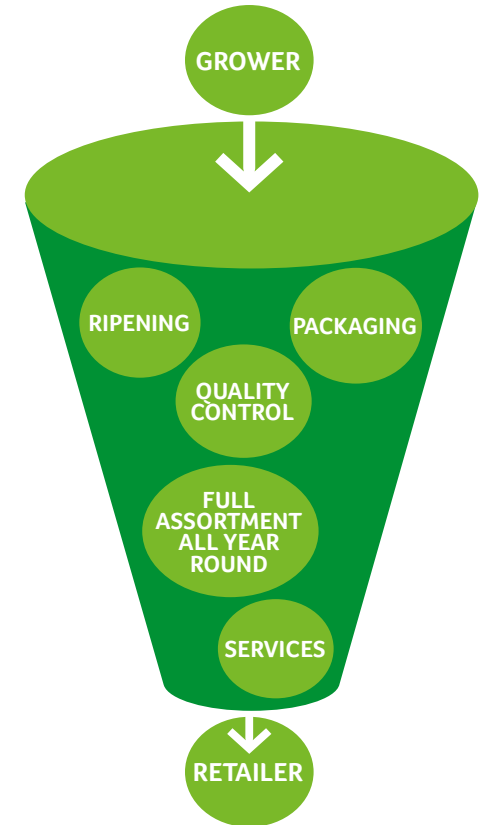 GROWER
RIPENING
PACKAGING
QUALITY
CONTROL
FULL
ASSORTMENT
ALL YEAR
ROUND
SERVICES
RETAILER